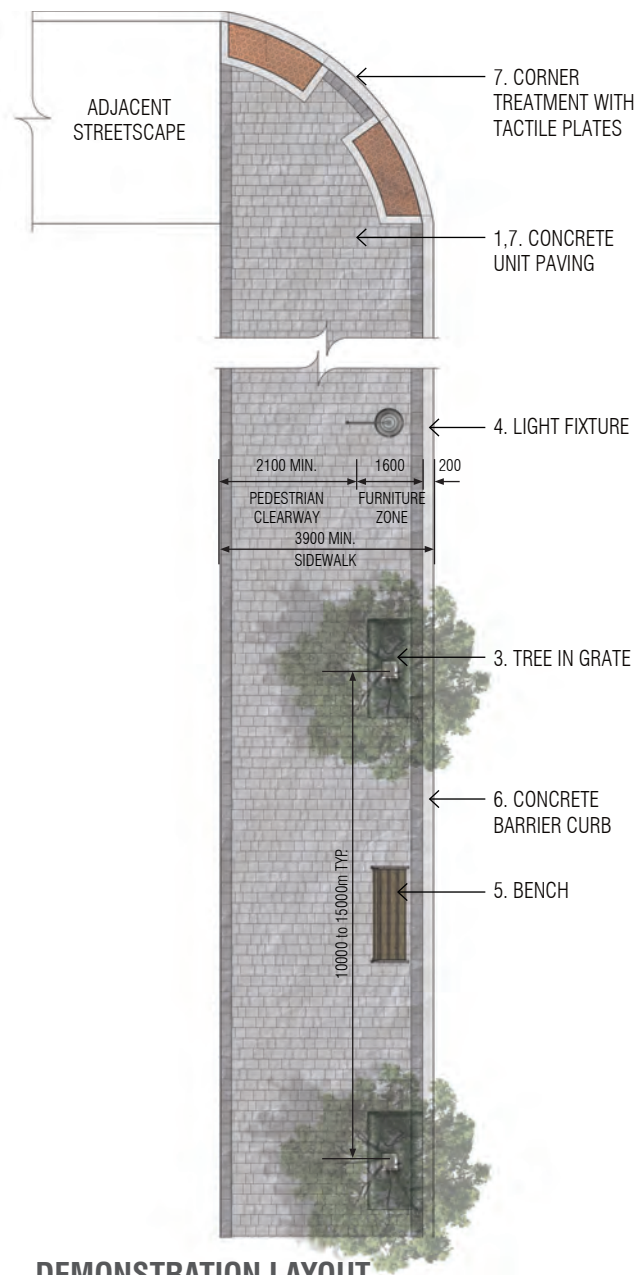 7. CORNER
TREATMENT WITH
TACTILE PLATES
ADJACENT
STREETSCAPE
1,7. CONCRETE
UNIT PAVING
4. LIGHT FIXTURE
2100 MIN.
1600
200
PEDESTRIAN
CLEARWAY
FURNITURE
ZONE
3900 MIN.
SIDEWALK
3. TREE IN GRATE
6. CONCRETE
BARRIER CURB
5. BENCH
10000 to 15000m TYP.
DEMONSTRATION LAYOUT